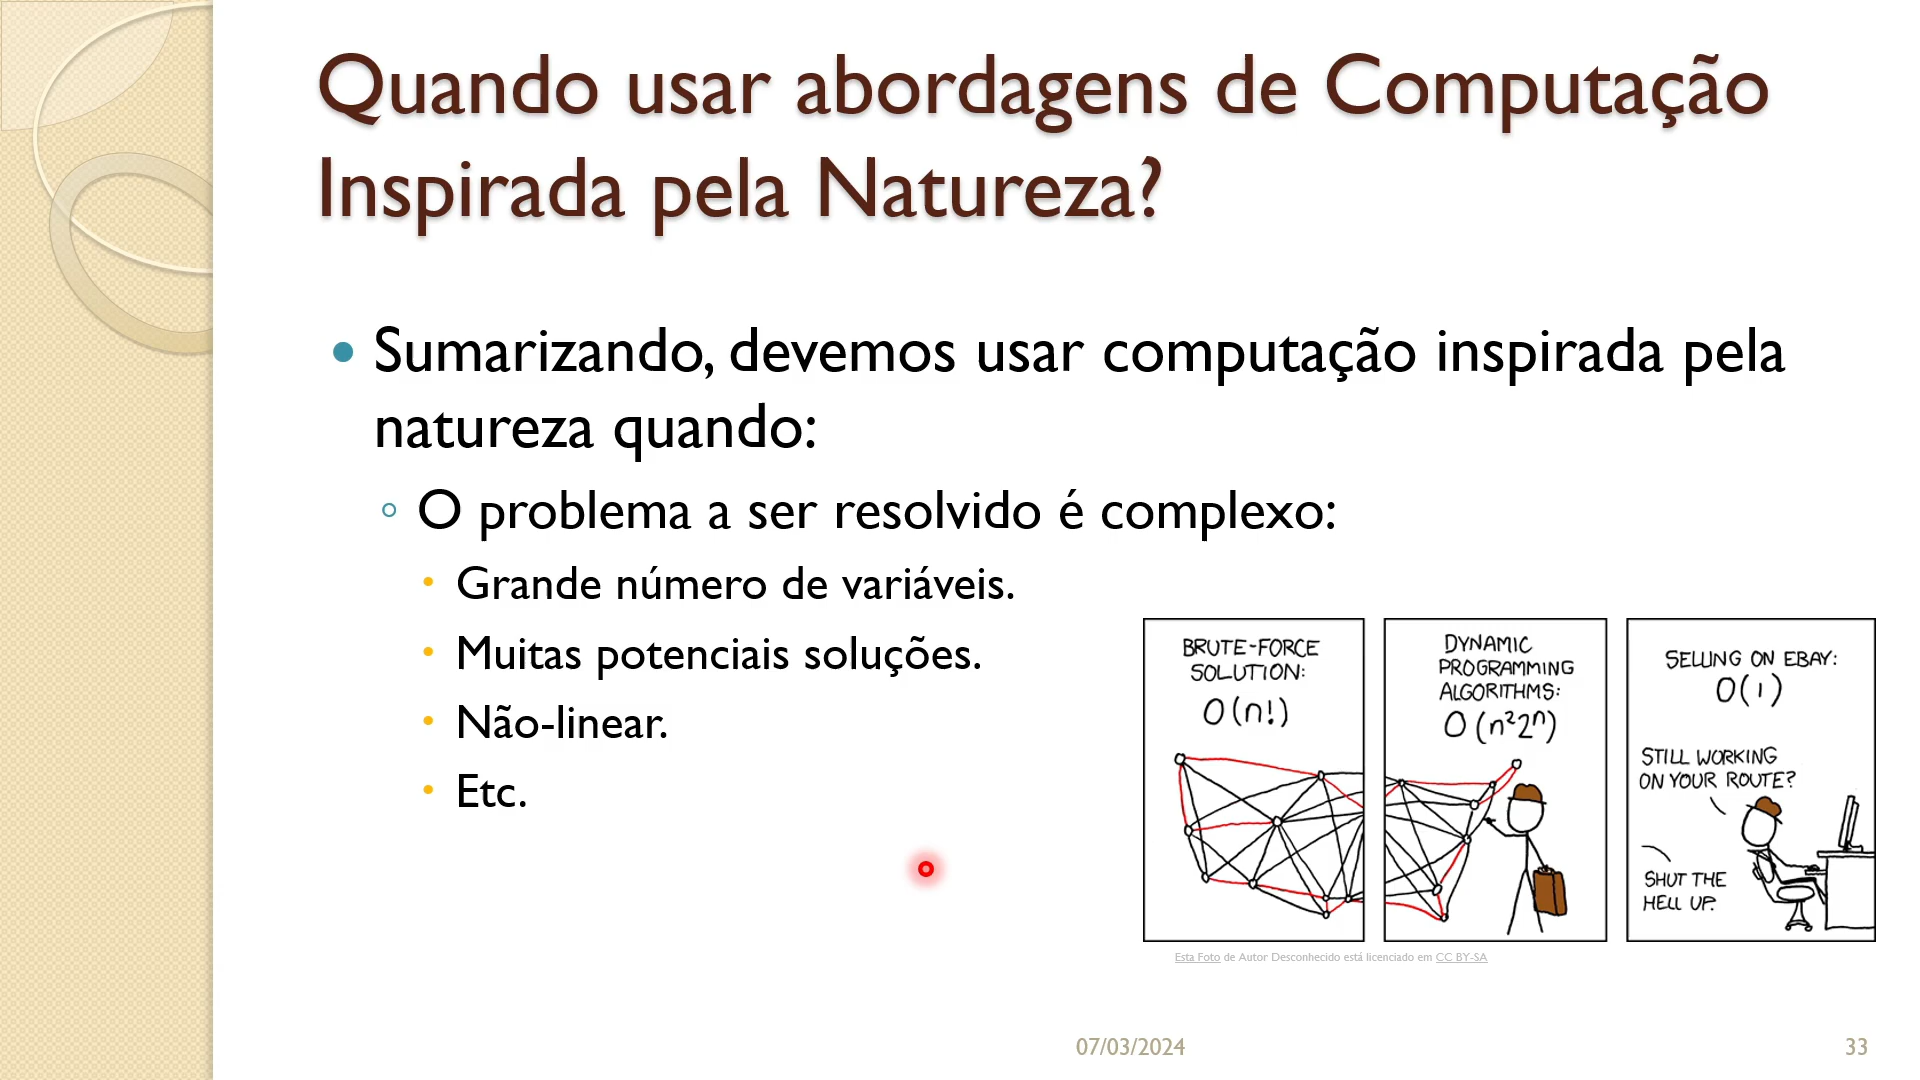 Quando usar abordagens de Computação
Inspirada pela Natureza?
Sumarizando, devemos usar computação inspirada pela
natureza quando:
O problema a ser resolvido é complexo:
Grande número de variáveis.
Muitas potenciais soluções.
Não-linear.
Etc.
BRUTE-FORCE
SOLUTION:
O(n!)
DYNAMIC
PROGRAMMING
ALGORITHMS:
O(n²2ⁿ)
SELLING ON EBAY:
O(1)
STILL WORKING
ON YOUR ROUTE?
SHUT THE
HELL UP.
Esta Foto de Autor Desconhecido está licenciado em CC BY-SA
07/03/2024
33